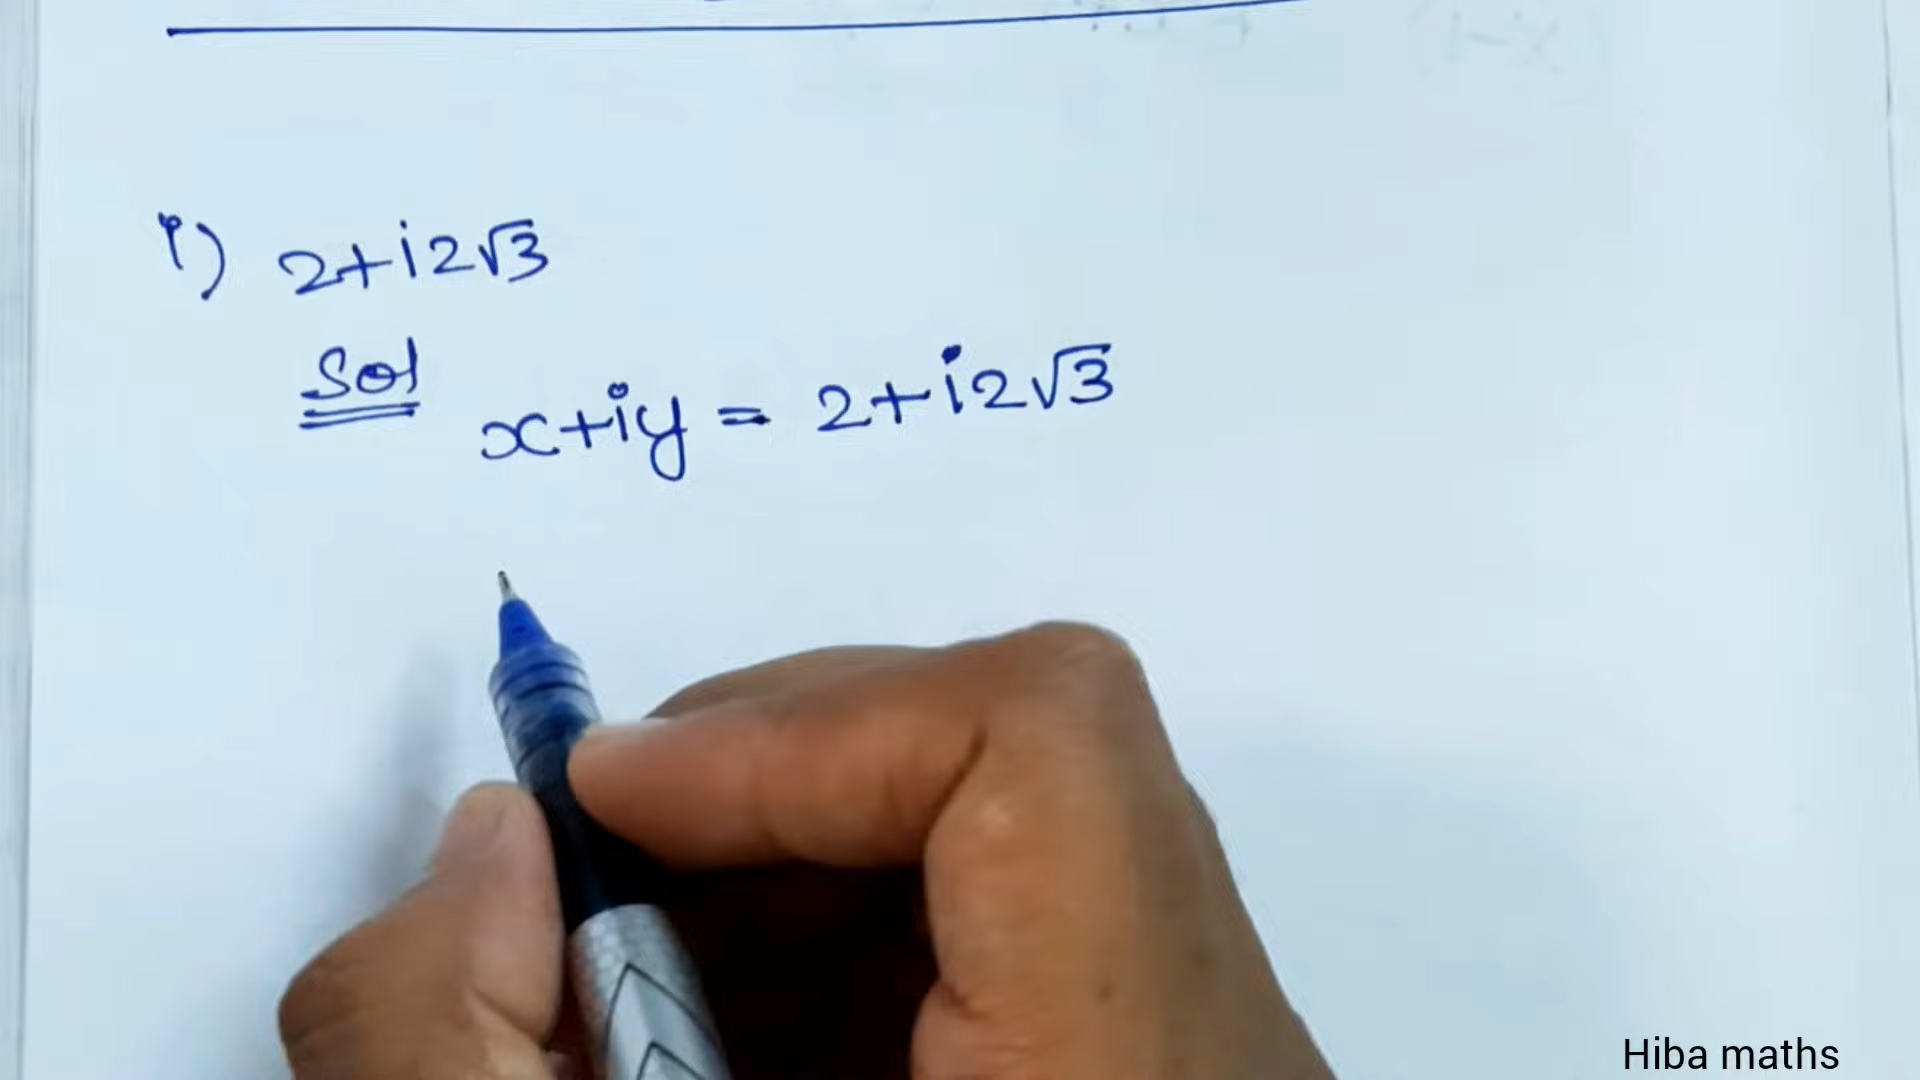 i) 2+i2√3
Sol
x+iy = 2+i2√3
Hiba maths